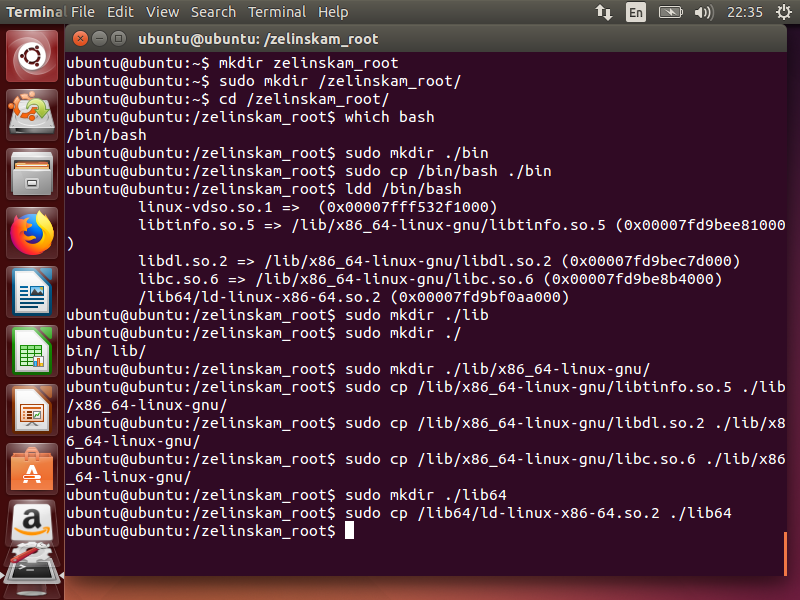 Terminal File Edit View Search Terminal Help En 22:35
ubuntu@ubuntu: /zelinskam_root
ubuntu@ubuntu:~$ mkdir zelinskam_root
ubuntu@ubuntu:~$ sudo mkdir /zelinskam_root/
ubuntu@ubuntu:~$ cd /zelinskam_root/
ubuntu@ubuntu:/zelinskam_root$ which bash
/bin/bash
ubuntu@ubuntu:/zelinskam_root$ sudo mkdir ./bin
ubuntu@ubuntu:/zelinskam_root$ sudo cp /bin/bash ./bin
ubuntu@ubuntu:/zelinskam_root$ ldd /bin/bash
linux-vdso.so.1 =>  (0x00007fff532f1000)
libtinfo.so.5 => /lib/x86_64-linux-gnu/libtinfo.so.5 (0x00007fd9bee81000
)
libdl.so.2 => /lib/x86_64-linux-gnu/libdl.so.2 (0x00007fd9bec7d000)
libc.so.6 => /lib/x86_64-linux-gnu/libc.so.6 (0x00007fd9be8b4000)
/lib64/ld-linux-x86-64.so.2 (0x00007fd9bf0aa000)
ubuntu@ubuntu:/zelinskam_root$ sudo mkdir ./lib
ubuntu@ubuntu:/zelinskam_root$ sudo mkdir ./
bin/ lib/
ubuntu@ubuntu:/zelinskam_root$ sudo mkdir ./lib/x86_64-linux-gnu/
ubuntu@ubuntu:/zelinskam_root$ sudo cp /lib/x86_64-linux-gnu/libtinfo.so.5 ./lib
/x86_64-linux-gnu/
ubuntu@ubuntu:/zelinskam_root$ sudo cp /lib/x86_64-linux-gnu/libdl.so.2 ./lib/x8
6_64-linux-gnu/
ubuntu@ubuntu:/zelinskam_root$ sudo cp /lib/x86_64-linux-gnu/libc.so.6 ./lib/x86
_64-linux-gnu/
ubuntu@ubuntu:/zelinskam_root$ sudo mkdir ./lib64
ubuntu@ubuntu:/zelinskam_root$ sudo cp /lib64/ld-linux-x86-64.so.2 ./lib64
ubuntu@ubuntu:/zelinskam_root$